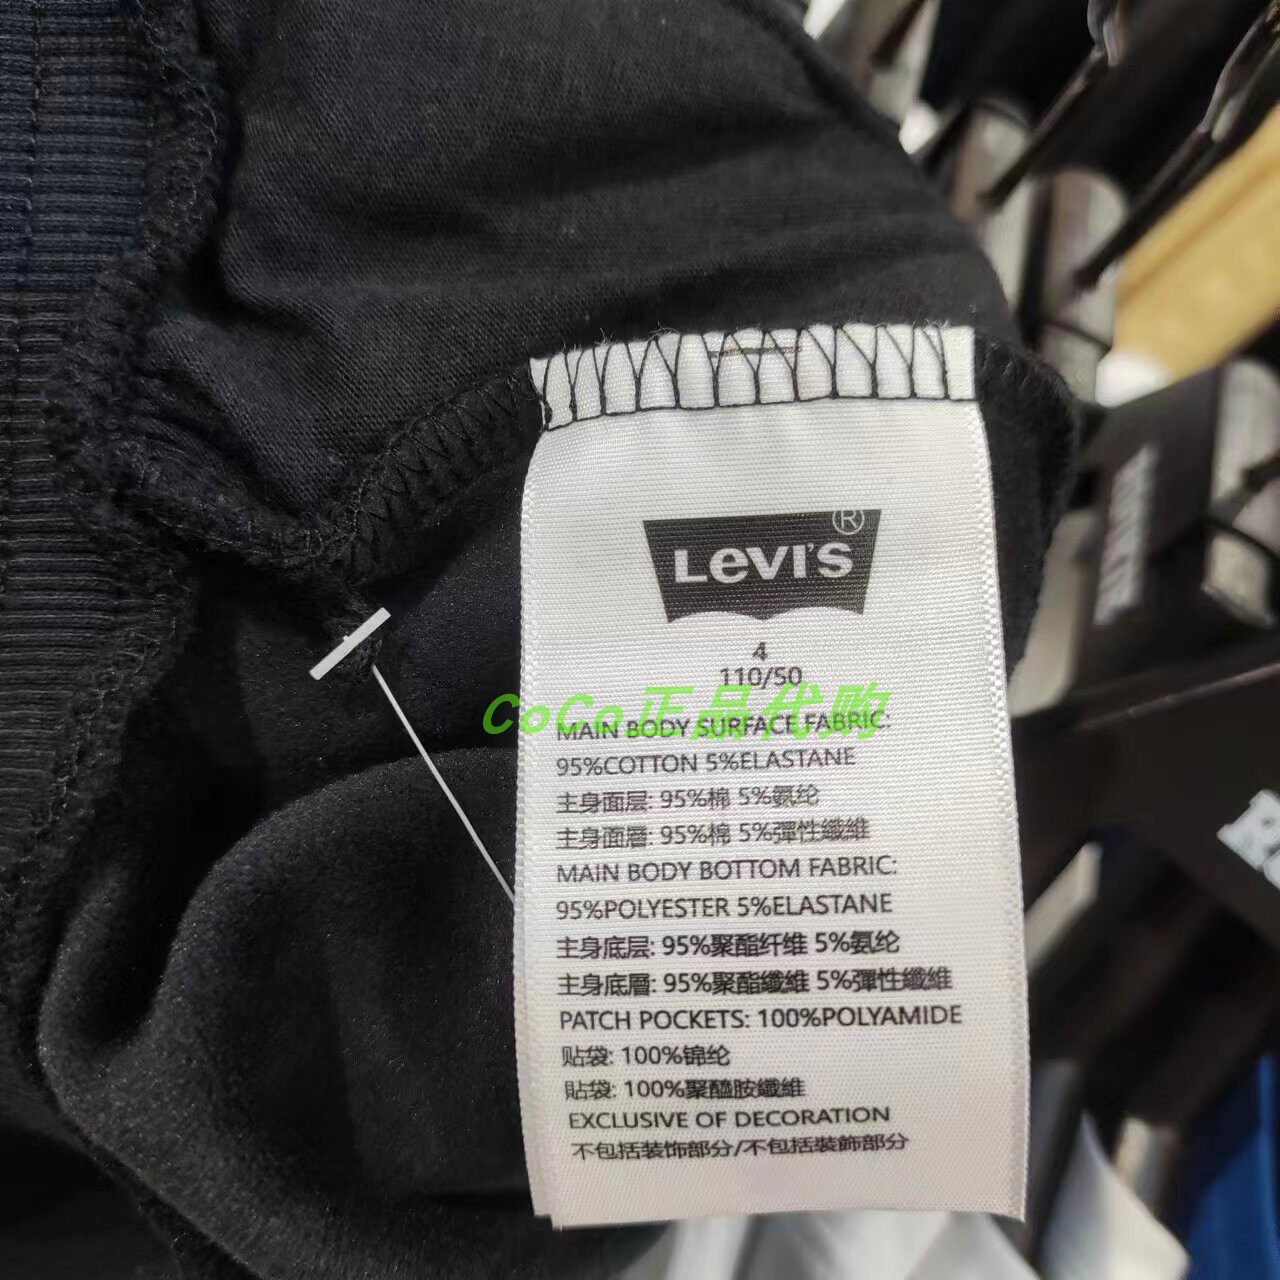 LEVI'S®
4
110/50
CoCo正品代购
MAIN BODY SURFACE FABRIC:
95%COTTON 5%ELASTANE
主身面层: 95%棉 5%氨纶
主身面層: 95%棉 5%彈性纖維
MAIN BODY BOTTOM FABRIC:
95%POLYESTER 5%ELASTANE
主身底层: 95%聚酯纤维 5%氨纶
主身底層: 95%聚酯纖維 5%彈性纖維
PATCH POCKETS: 100%POLYAMIDE
贴袋: 100%锦纶
貼袋: 100%聚醯胺纖維
EXCLUSIVE OF DECORATION
不包括装饰部分/不包括裝飾部分